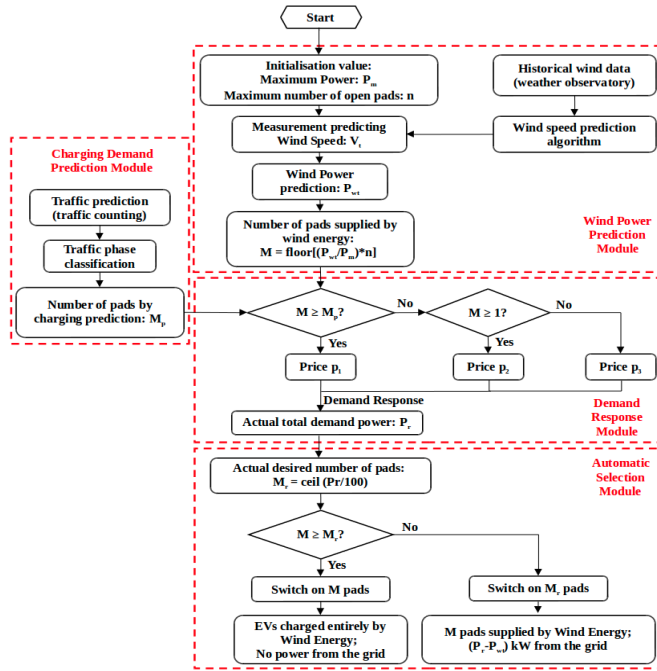 Start
Initialisation value:
Maximum Power: Pm
Maximum number of open pads: n
Historical wind data
(weather observatory)
Measurement predicting
Wind Speed: Vt
Wind speed prediction
algorithm
Charging Demand
Prediction Module
Wind Power
prediction: Pwt
Traffic prediction
(traffic counting)
Number of pads supplied by
wind energy:
M = floor[(Pwt/Pm)*n]
Wind Power
Prediction
Module
Traffic phase
classification
Number of pads by
charging prediction: Mp
M ≥ Mp?
No
M ≥ 1?
No
Yes
Yes
Price p1
Price p2
Price p3
Demand Response
Actual total demand power: Pr
Demand
Response
Module
Actual desired number of pads:
Mr = ceil (Pr/100)
Automatic
Selection
Module
M ≥ Mr?
No
Yes
Switch on M pads
Switch on Mr pads
EVs charged entirely by
Wind Energy;
No power from the grid
M pads supplied by Wind Energy;
(Pr-Pwt) kW from the grid